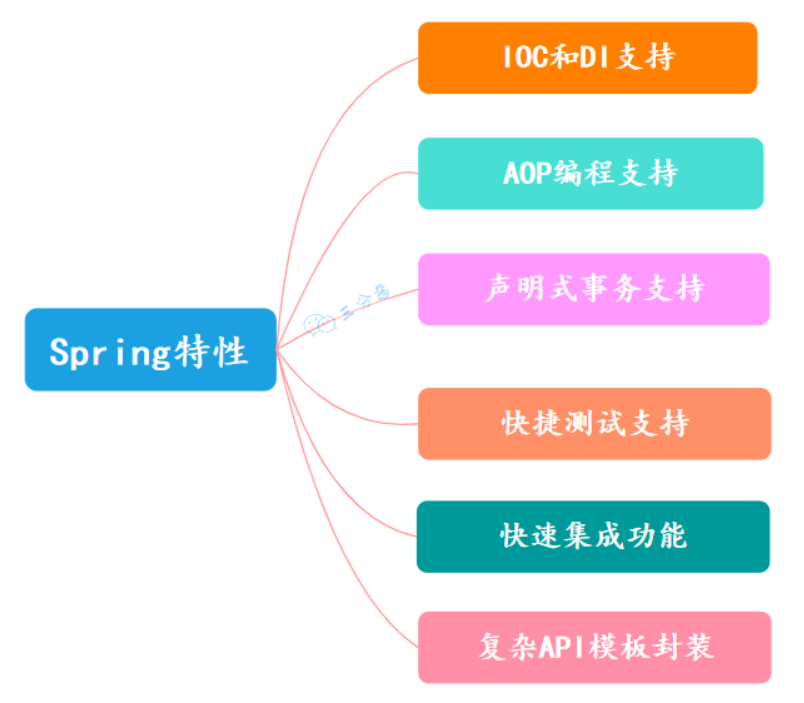 IOC和DI支持
AOP编程支持
声明式事务支持
三分恶
Spring特性
快捷测试支持
快速集成功能
复杂API模板封装